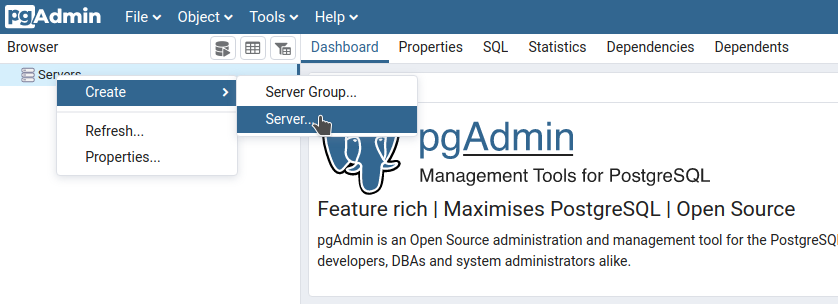 pgAdmin File Object Tools Help
Browser Dashboard Properties SQL Statistics Dependencies Dependents
Servers
Create Server Group...
Server...
Refresh...
Properties...
pgAdmin
Management Tools for PostgreSQL
Feature rich | Maximises PostgreSQL | Open Source
pgAdmin is an Open Source administration and management tool for the PostgreSQL
developers, DBAs and system administrators alike.